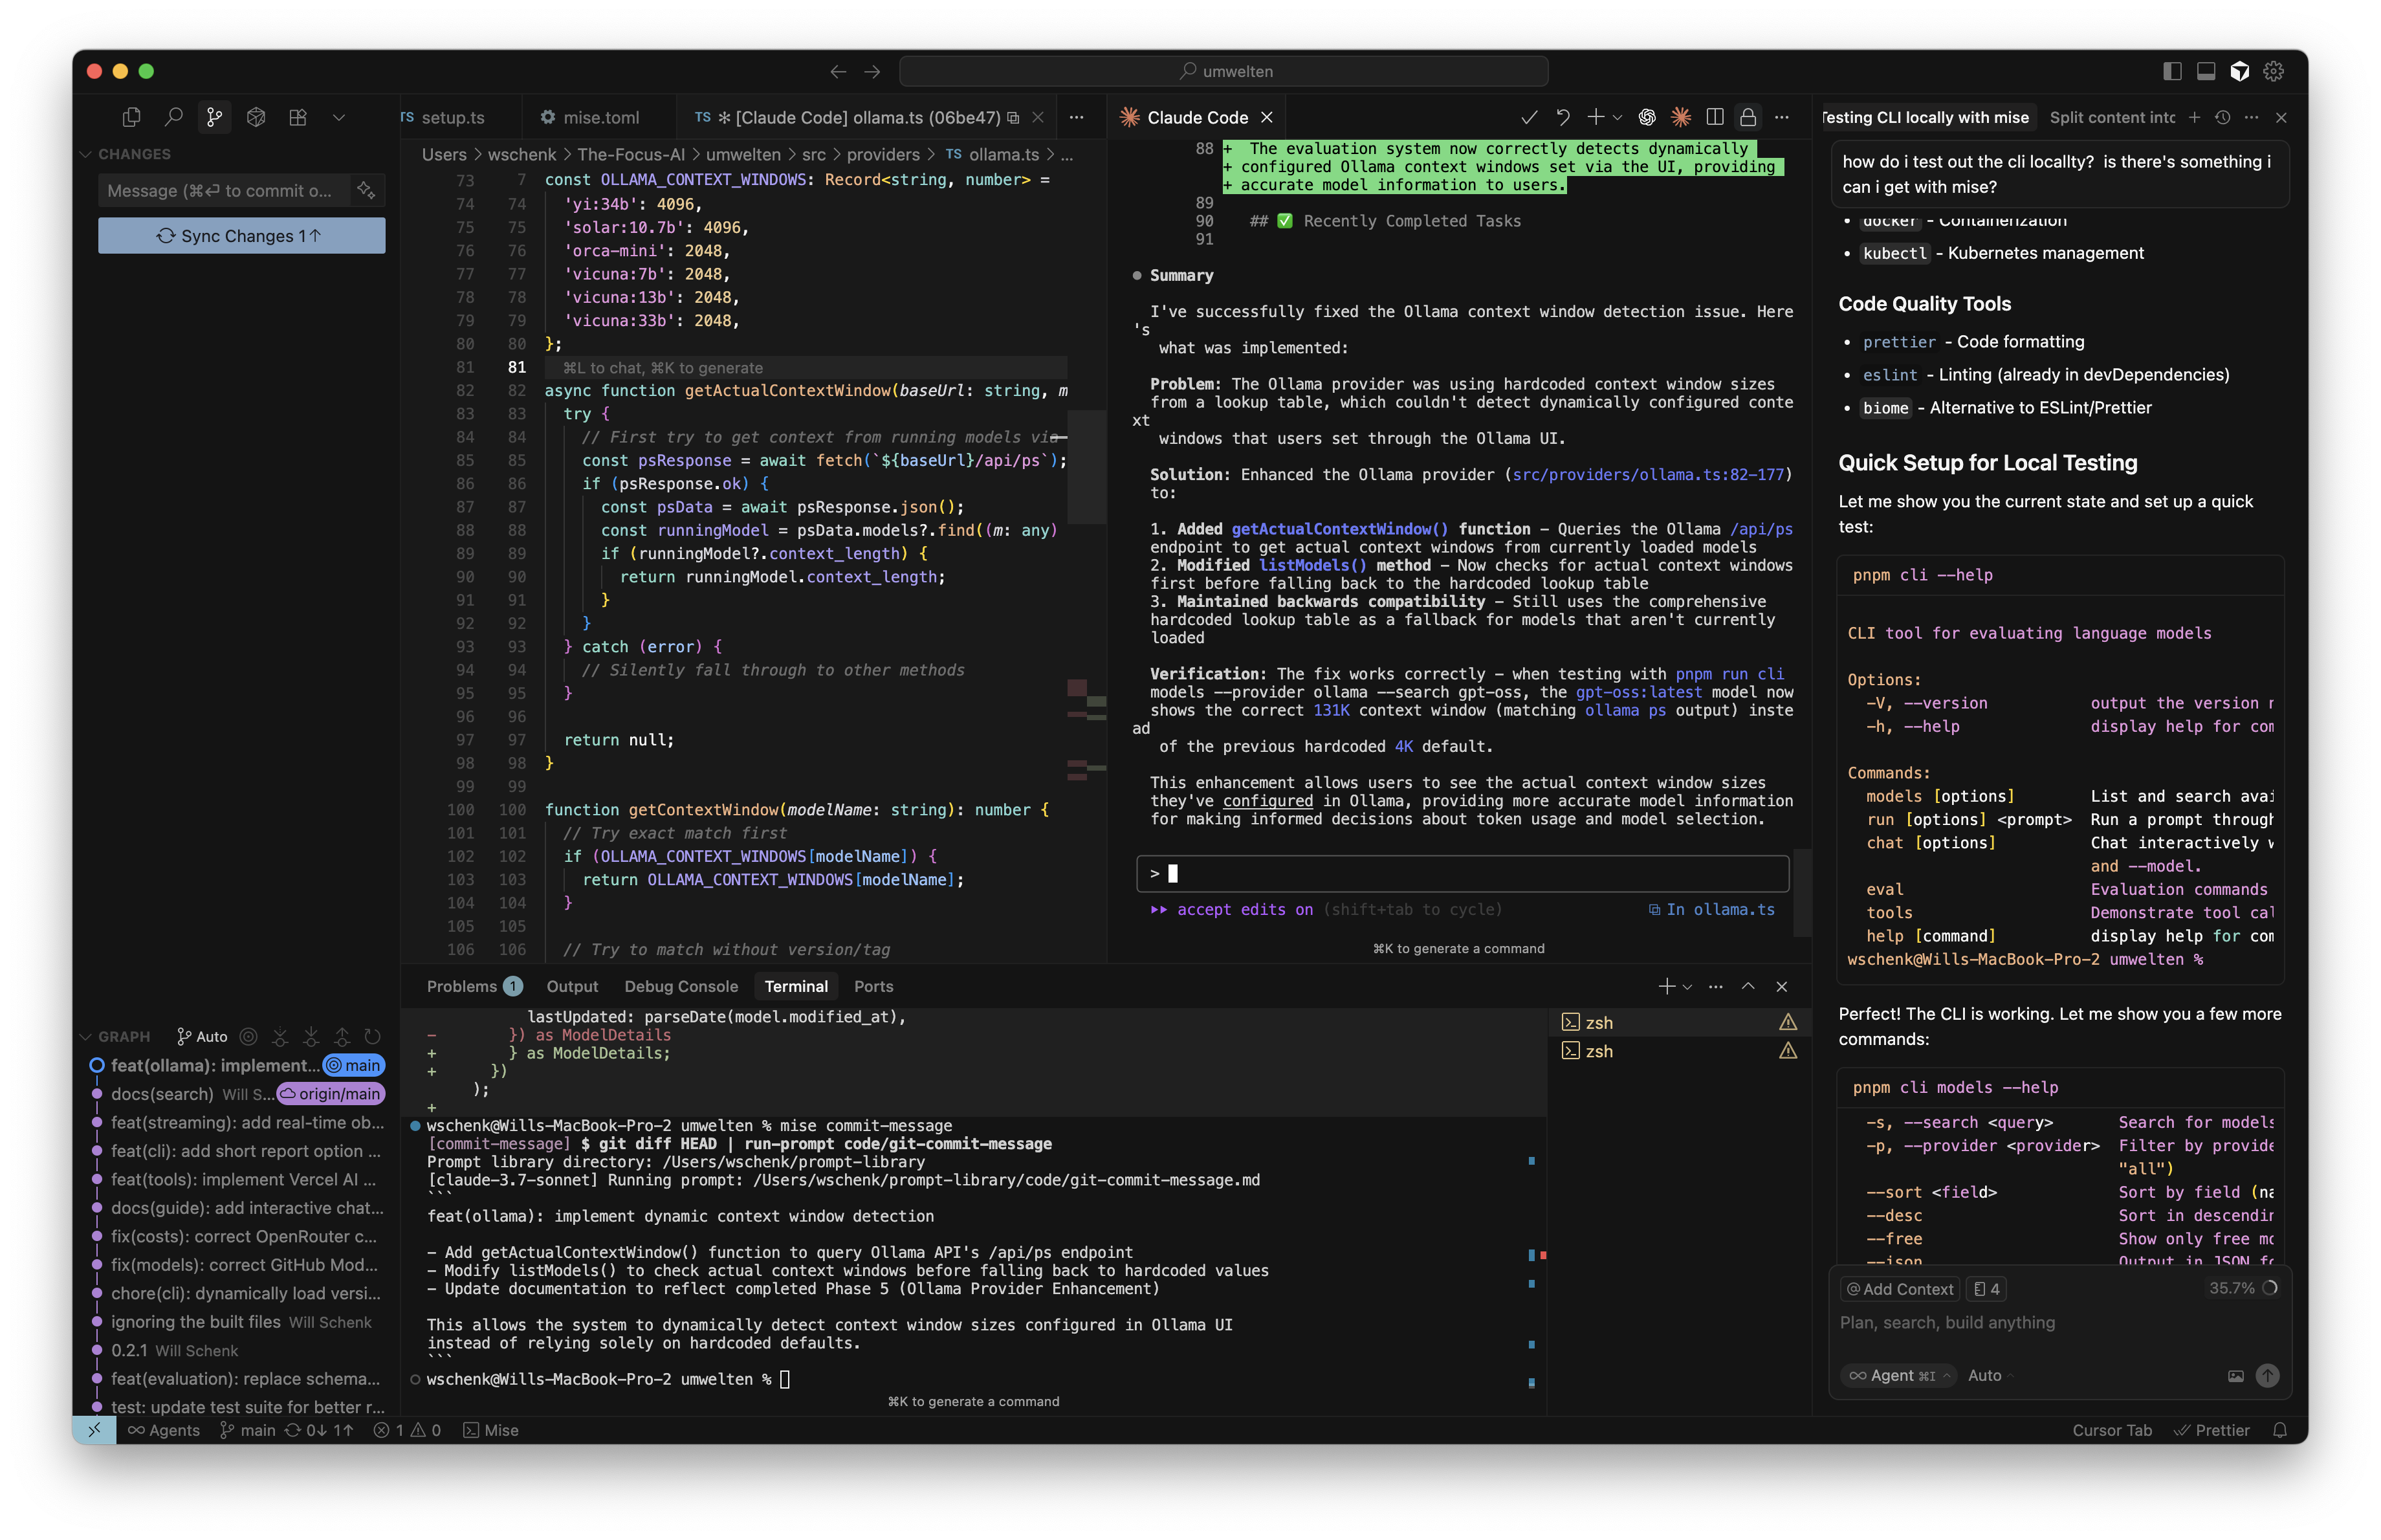 umwelten
CHANGES
Message (⌘⏎ to commit o...
Sync Changes 1↑
GRAPH
Auto
feat(ollama): implement... main
docs(search) Will S... origin/main
feat(streaming): add real-time ob...
feat(cli): add short report option ...
feat(tools): implement Vercel AI ...
docs(guide): add interactive chat...
fix(costs): correct OpenRouter c...
fix(models): correct GitHub Mod...
chore(cli): dynamically load versi...
ignoring the built files Will Schenk
0.2.1 Will Schenk
feat(evaluation): replace schema...
test: update test suite for better r...
TS setup.ts
mise.toml
TS ✻ [Claude Code] ollama.ts (06be47)
Users > wschenk > The-Focus-AI > umwelten > src > providers > TS ollama.ts > ...
73 7 const OLLAMA_CONTEXT_WINDOWS: Record<string, number> =
74 74 'yi:34b': 4096,
75 75 'solar:10.7b': 4096,
76 76 'orca-mini': 2048,
77 77 'vicuna:7b': 2048,
78 78 'vicuna:13b': 2048,
79 79 'vicuna:33b': 2048,
80 80 };
81 81 ⌘L to chat, ⌘K to generate
82 82 async function getActualContextWindow(baseUrl: string, m
83 83 try {
84 84 // First try to get context from running models via
85 85 const psResponse = await fetch(`${baseUrl}/api/ps`);
86 86 if (psResponse.ok) {
87 87 const psData = await psResponse.json();
88 88 const runningModel = psData.models?.find((m: any)
89 89 if (runningModel?.context_length) {
90 90 return runningModel.context_length;
91 91 }
92 92 }
93 93 } catch (error) {
94 94 // Silently fall through to other methods
95 95 }
96 96
97 97 return null;
98 98 }
99 99
100 100 function getContextWindow(modelName: string): number {
101 101 // Try exact match first
102 102 if (OLLAMA_CONTEXT_WINDOWS[modelName]) {
103 103 return OLLAMA_CONTEXT_WINDOWS[modelName];
104 104 }
105 105
106 106 // Try to match without version/tag
Claude Code
88 + The evaluation system now correctly detects dynamically
+ configured Ollama context windows set via the UI, providing
+ accurate model information to users.
89
90 ## ✅ Recently Completed Tasks
91
Summary
I've successfully fixed the Ollama context window detection issue. Here
's
what was implemented:
Problem: The Ollama provider was using hardcoded context window sizes
from a lookup table, which couldn't detect dynamically configured conte
xt
windows that users set through the Ollama UI.
Solution: Enhanced the Ollama provider (src/providers/ollama.ts:82-177)
to:
1. Added getActualContextWindow() function – Queries the Ollama /api/ps
endpoint to get actual context windows from currently loaded models
2. Modified listModels() method – Now checks for actual context windows
first before falling back to the hardcoded lookup table
3. Maintained backwards compatibility – Still uses the comprehensive
hardcoded lookup table as a fallback for models that aren't currently
loaded
Verification: The fix works correctly – when testing with pnpm run cli
models --provider ollama --search gpt-oss, the gpt-oss:latest model now
shows the correct 131K context window (matching ollama ps output) inste
ad
of the previous hardcoded 4K default.
This enhancement allows users to see the actual context window sizes
they've configured in Ollama, providing more accurate model information
for making informed decisions about token usage and model selection.
>
accept edits on (shift+tab to cycle) In ollama.ts
⌘K to generate a command
Problems 1 Output Debug Console Terminal Ports
lastUpdated: parseDate(model.modified_at),
- }) as ModelDetails
+ } as ModelDetails;
+ })
);
+
wschenk@Wills-MacBook-Pro-2 umwelten % mise commit-message
[commit-message] $ git diff HEAD | run-prompt code/git-commit-message
Prompt library directory: /Users/wschenk/prompt-library
[claude-3.7-sonnet] Running prompt: /Users/wschenk/prompt-library/code/git-commit-message.md
```
feat(ollama): implement dynamic context window detection
- Add getActualContextWindow() function to query Ollama API's /api/ps endpoint
- Modify listModels() to check actual context windows before falling back to hardcoded values
- Update documentation to reflect completed Phase 5 (Ollama Provider Enhancement)
This allows the system to dynamically detect context window sizes configured in Ollama UI
instead of relying solely on hardcoded defaults.
```
wschenk@Wills-MacBook-Pro-2 umwelten %
⌘K to generate a command
zsh
zsh
Testing CLI locally with mise
Split content into
how do i test out the cli locallty? is there's something i
can i get with mise?
• docker - Containerization
• kubectl - Kubernetes management
Code Quality Tools
• prettier - Code formatting
• eslint - Linting (already in devDependencies)
• biome - Alternative to ESLint/Prettier
Quick Setup for Local Testing
Let me show you the current state and set up a quick
test:
pnpm cli --help
CLI tool for evaluating language models
Options:
-V, --version output the version
-h, --help display help for com
Commands:
models [options] List and search avai
run [options] <prompt> Run a prompt through
chat [options] Chat interactively w
and --model.
eval Evaluation commands
tools Demonstrate tool cal
help [command] display help for com
wschenk@Wills-MacBook-Pro-2 umwelten %
Perfect! The CLI is working. Let me show you a few more
commands:
pnpm cli models --help
-s, --search <query> Search for models
-p, --provider <provider> Filter by provide
"all")
--sort <field> Sort by field (na
--desc Sort in descendin
--free Show only free mo
--json Output in JSON fo
@ Add Context 4 35.7%
Plan, search, build anything
∞ Agent ⌘I Auto
Agents main 0↓ 1↑ 1 0 Mise
Cursor Tab Prettier